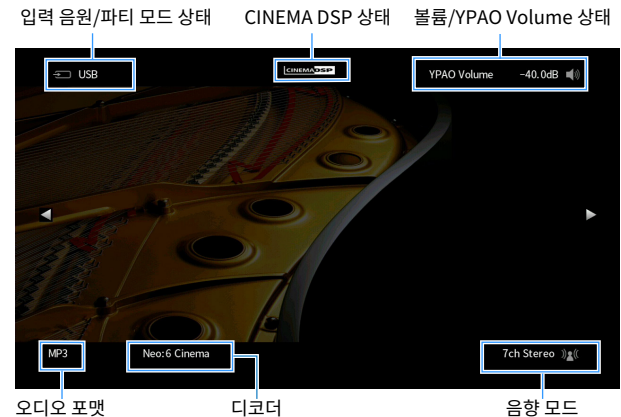 입력 음원/파티 모드 상태 CINEMA DSP 상태 볼륨/YPAO Volume 상태
USB CINEMADSP YPAO Volume -40.0dB
MP3 Neo:6 Cinema 7ch Stereo
오디오 포맷 디코더 음향 모드